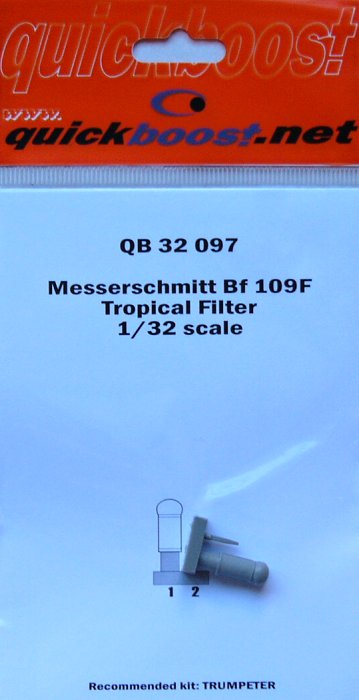 quickboost
www.
quickboost.net
QB 32 097
Messerschmitt Bf 109F
Tropical Filter
1/32 scale
1 2
Recommended kit: TRUMPETER